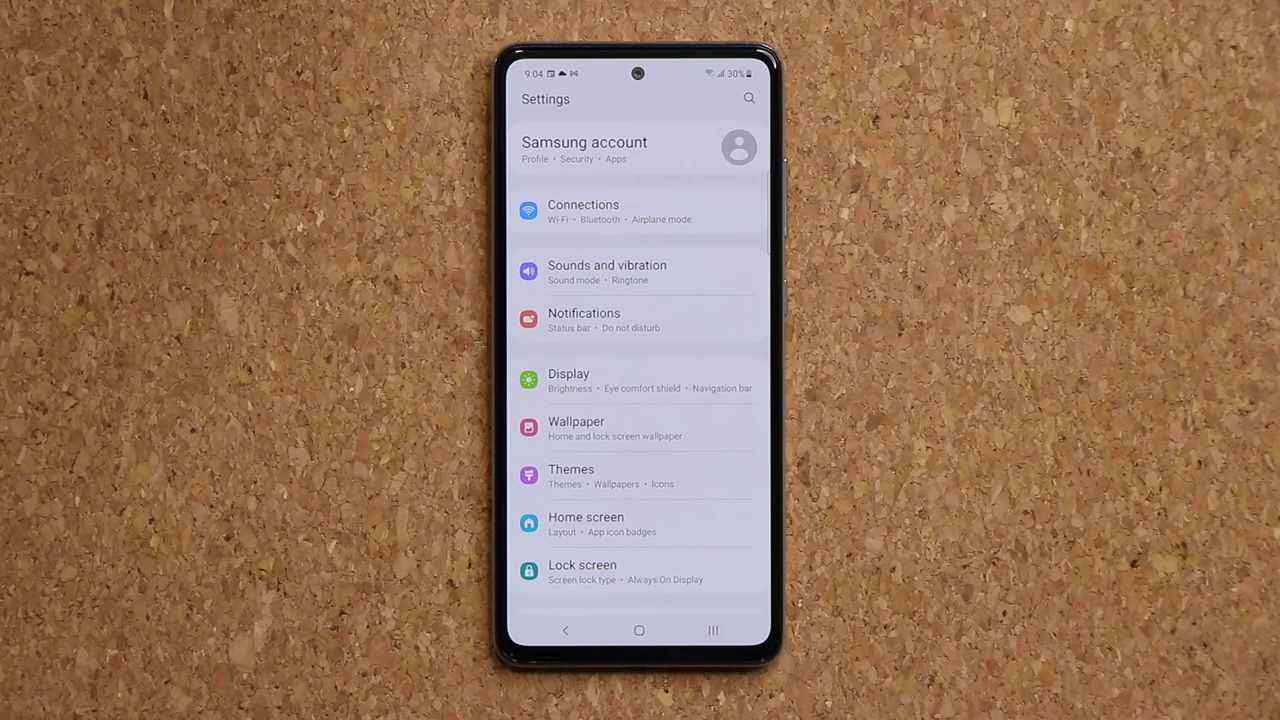 9:04 30%
Settings
Samsung account
Profile • Security • Apps
Connections
Wi-Fi • Bluetooth • Airplane mode
Sounds and vibration
Sound mode • Ringtone
Notifications
Status bar • Do not disturb
Display
Brightness • Eye comfort shield • Navigation bar
Wallpaper
Home and lock screen wallpaper
Themes
Themes • Wallpapers • Icons
Home screen
Layout • App icon badges
Lock screen
Screen lock type • Always On Display